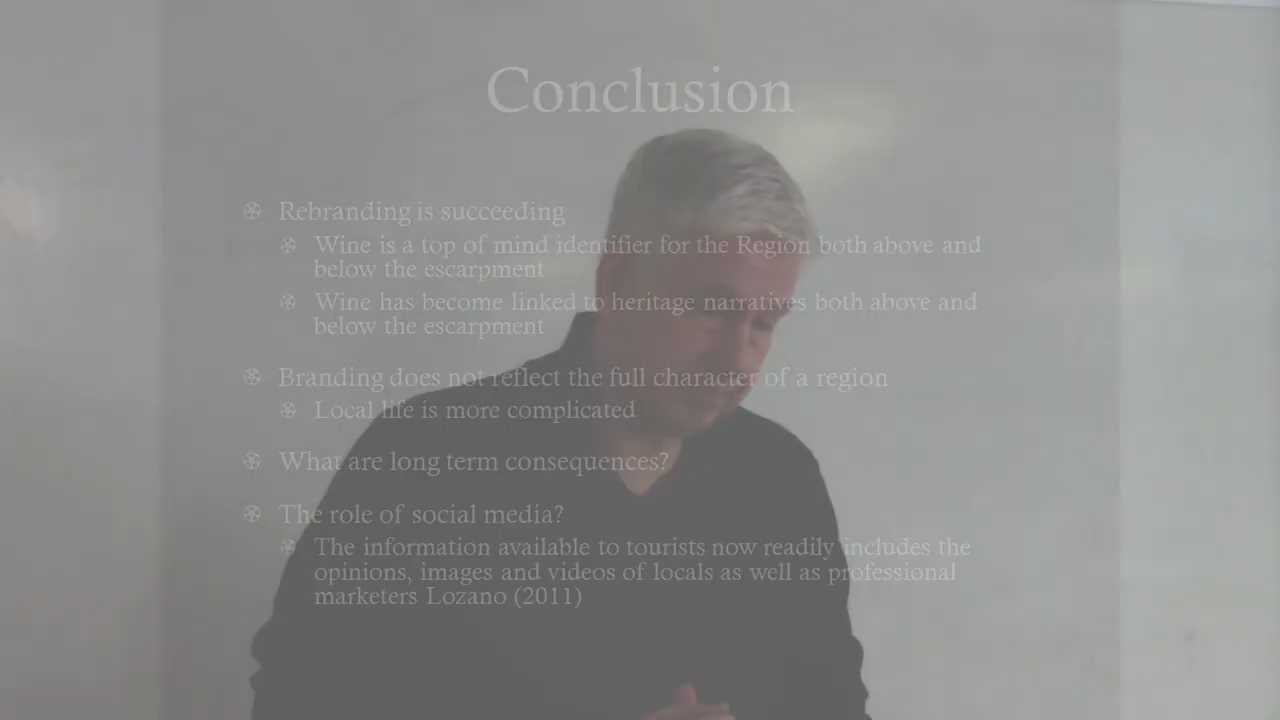 Conclusion
Rebranding is succeeding
Wine is a top of mind identifier for the Region both above and
below the escarpment
Wine has become linked to heritage narratives both above and
below the escarpment
Branding does not reflect the full character of a region
Local life is more complicated
What are long term consequences?
The role of social media?
The information available to tourists now readily includes the
opinions, images and videos of locals as well as professional
marketers Lozano (2011)